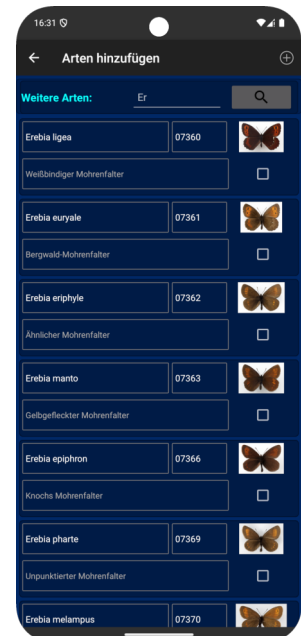 16:31
Arten hinzufügen
Weitere Arten: Er
Erebia ligea 07360
Weißbindiger Mohrenfalter
Erebia euryale 07361
Bergwald-Mohrenfalter
Erebia eriphyle 07362
Ähnlicher Mohrenfalter
Erebia manto 07363
Gelbgefleckter Mohrenfalter
Erebia epiphron 07366
Knochs Mohrenfalter
Erebia pharte 07369
Unpunktierter Mohrenfalter
Erebia melampus 07370